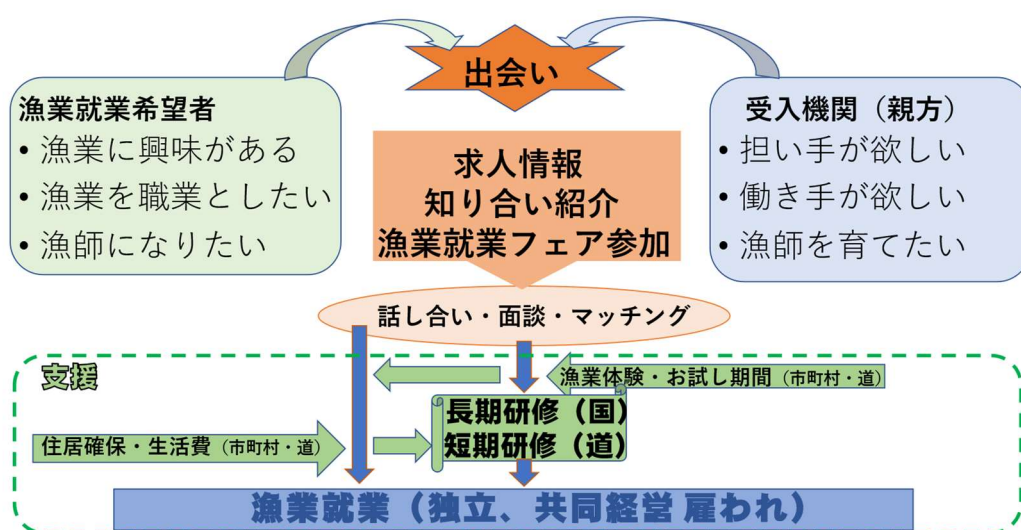 出会い
漁業就業希望者
• 漁業に興味がある
• 漁業を職業としたい
• 漁師になりたい
求人情報
知り合い紹介
漁業就業フェア参加
受入機関（親方）
• 担い手が欲しい
• 働き手が欲しい
• 漁師を育てたい
話し合い・面談・マッチング
支援
漁業体験・お試し期間（市町村・道）
長期研修（国）
短期研修（道）
住居確保・生活費（市町村・道）
漁業就業（独立、共同経営 雇われ）